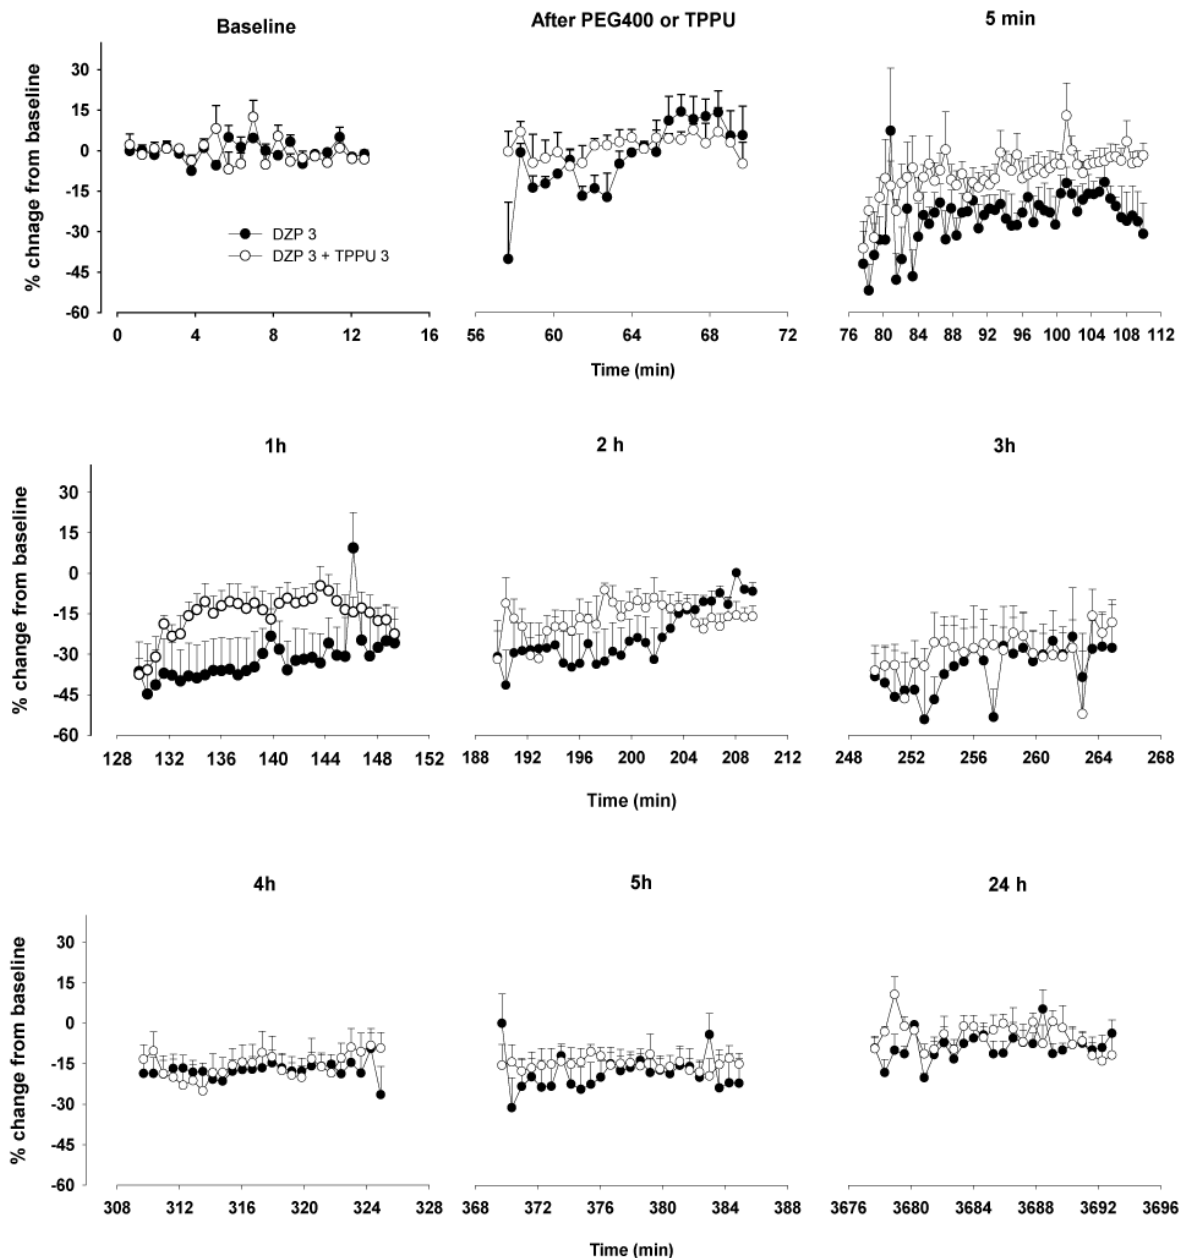 Baseline
After PEG400 or TPPU
5 min
% chnage from baseline
30
15
0
-15
-30
-45
-60
DZP 3
DZP 3 + TPPU 3
0 4 8 12 16
56 60 64 68 72
76 80 84 88 92 96 100 104 108 112
Time (min)
1h
2 h
3h
% change from baseline
30
15
0
-15
-30
-45
-60
128 132 136 140 144 148 152
188 192 196 200 204 208 212
248 252 256 260 264 268
Time (min)
4h
5h
24 h
% change from baseline
30
15
0
-15
-30
-45
-60
308 312 316 320 324 328
368 372 376 380 384 388
3676 3680 3684 3688 3692 3696
Time (min)